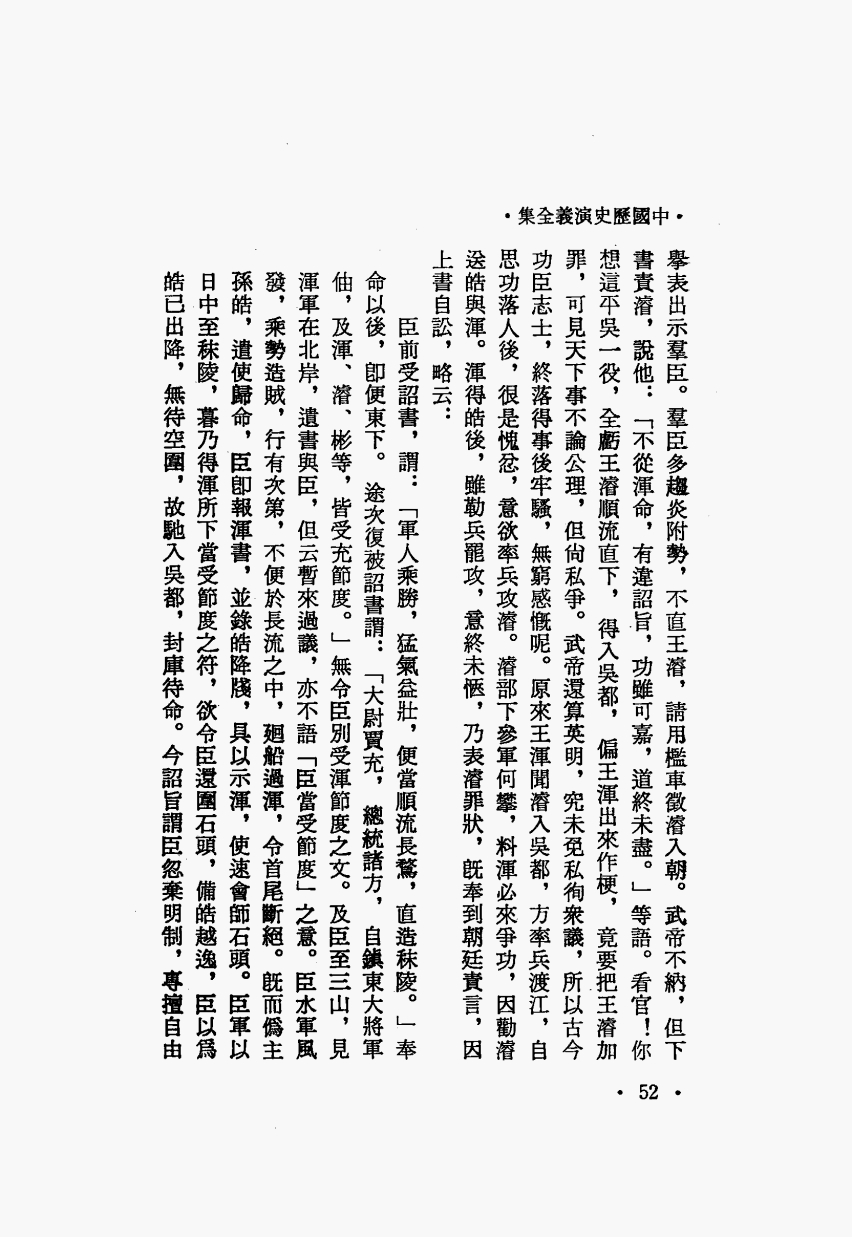 ·中國歷史演義全集·
舉表出示羣臣。羣臣多趨炎附勢，不直王濬，請用檻車徵濬入朝。武帝不納，但下
書責濬，說他：「不從渾命，有違詔旨，功雖可嘉，道終未盡。」等語。看官！你
想這平吳一役，全虧王濬順流直下，得入吳都，偏王渾出來作梗，竟要把王濬加
罪，可見天下事不論公理，但尙私爭。武帝還算英明，究未免私徇衆議，所以古今
功臣志士，終落得事後牢騷，無窮感慨呢。原來王渾聞濬入吳都，方率兵渡江，自
思功落人後，很是愧忿，意欲率兵攻濬。濬部下參軍何攀，料渾必來爭功，因勸濬
送皓與渾。渾得皓後，雖勒兵罷攻，意終未愜，乃表濬罪狀，旣奉到朝廷責言，因
上書自訟，略云：
臣前受詔書，謂：「軍人乘勝，猛氣益壯，便當順流長騖，直造秣陵。」奉
命以後，卽便東下。途次復被詔書謂：「大尉賈充，總統諸方，自鎭東大將軍
伷，及渾、濬、彬等，皆受充節度。」無令臣別受渾節度之文。及臣至三山，見
渾軍在北岸，遺書與臣，但云暫來過議，亦不語「臣當受節度」之意。臣水軍風
發，乘勢造賊，行有次第，不便於長流之中，廻船過渾，令首尾斷絕。旣而僞主
孫皓，遣使歸命，臣卽報渾書，並錄皓降牋，具以示渾，使速會師石頭。臣軍以
日中至秣陵，暮乃得渾所下當受節度之符，欲令臣還圍石頭，備皓越逸，臣以爲
皓已出降，無待空圍，故馳入吳都，封庫待命。今詔旨謂臣忽棄明制，專擅自由
· 52 ·